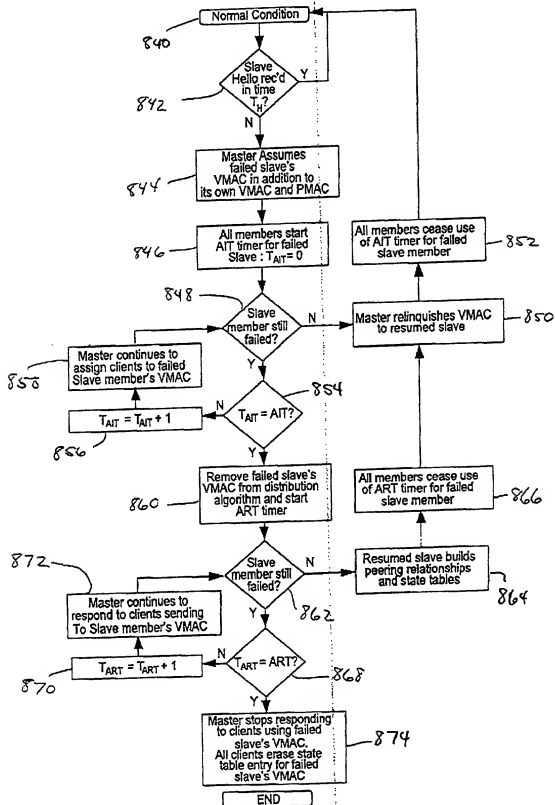 Normal Condition
840
Slave
Hello rec'd
in time
T_H?
Y
842
N
Master Assumes
failed slave's
VMAC in addition to
its own VMAC and PMAC
844
All members start
AIT timer for failed
Slave : T_AIT = 0
846
All members cease use
of AIT timer for failed
slave member
852
848
Slave
member still
failed?
N
Master relinquishes VMAC
to resumed slave
850
Master continues to
assign clients to failed
Slave member's VMAC
858
Y
854
T_AIT = AIT?
N
T_AIT = T_AIT + 1
856
Y
Remove failed slave's
VMAC from distribution
algorithm and start
ART timer
860
All members cease use
of ART timer for failed
slave member
866
872
Slave
member still
failed?
N
Resumed slave builds
peering relationships
and state tables
864
862
Master continues to
respond to clients sending
To Slave member's VMAC
Y
T_ART = ART?
N
868
T_ART = T_ART + 1
870
Y
Master stops responding
to clients using failed
slave's VMAC.
All clients erase state
table entry for failed
slave's VMAC
874
END